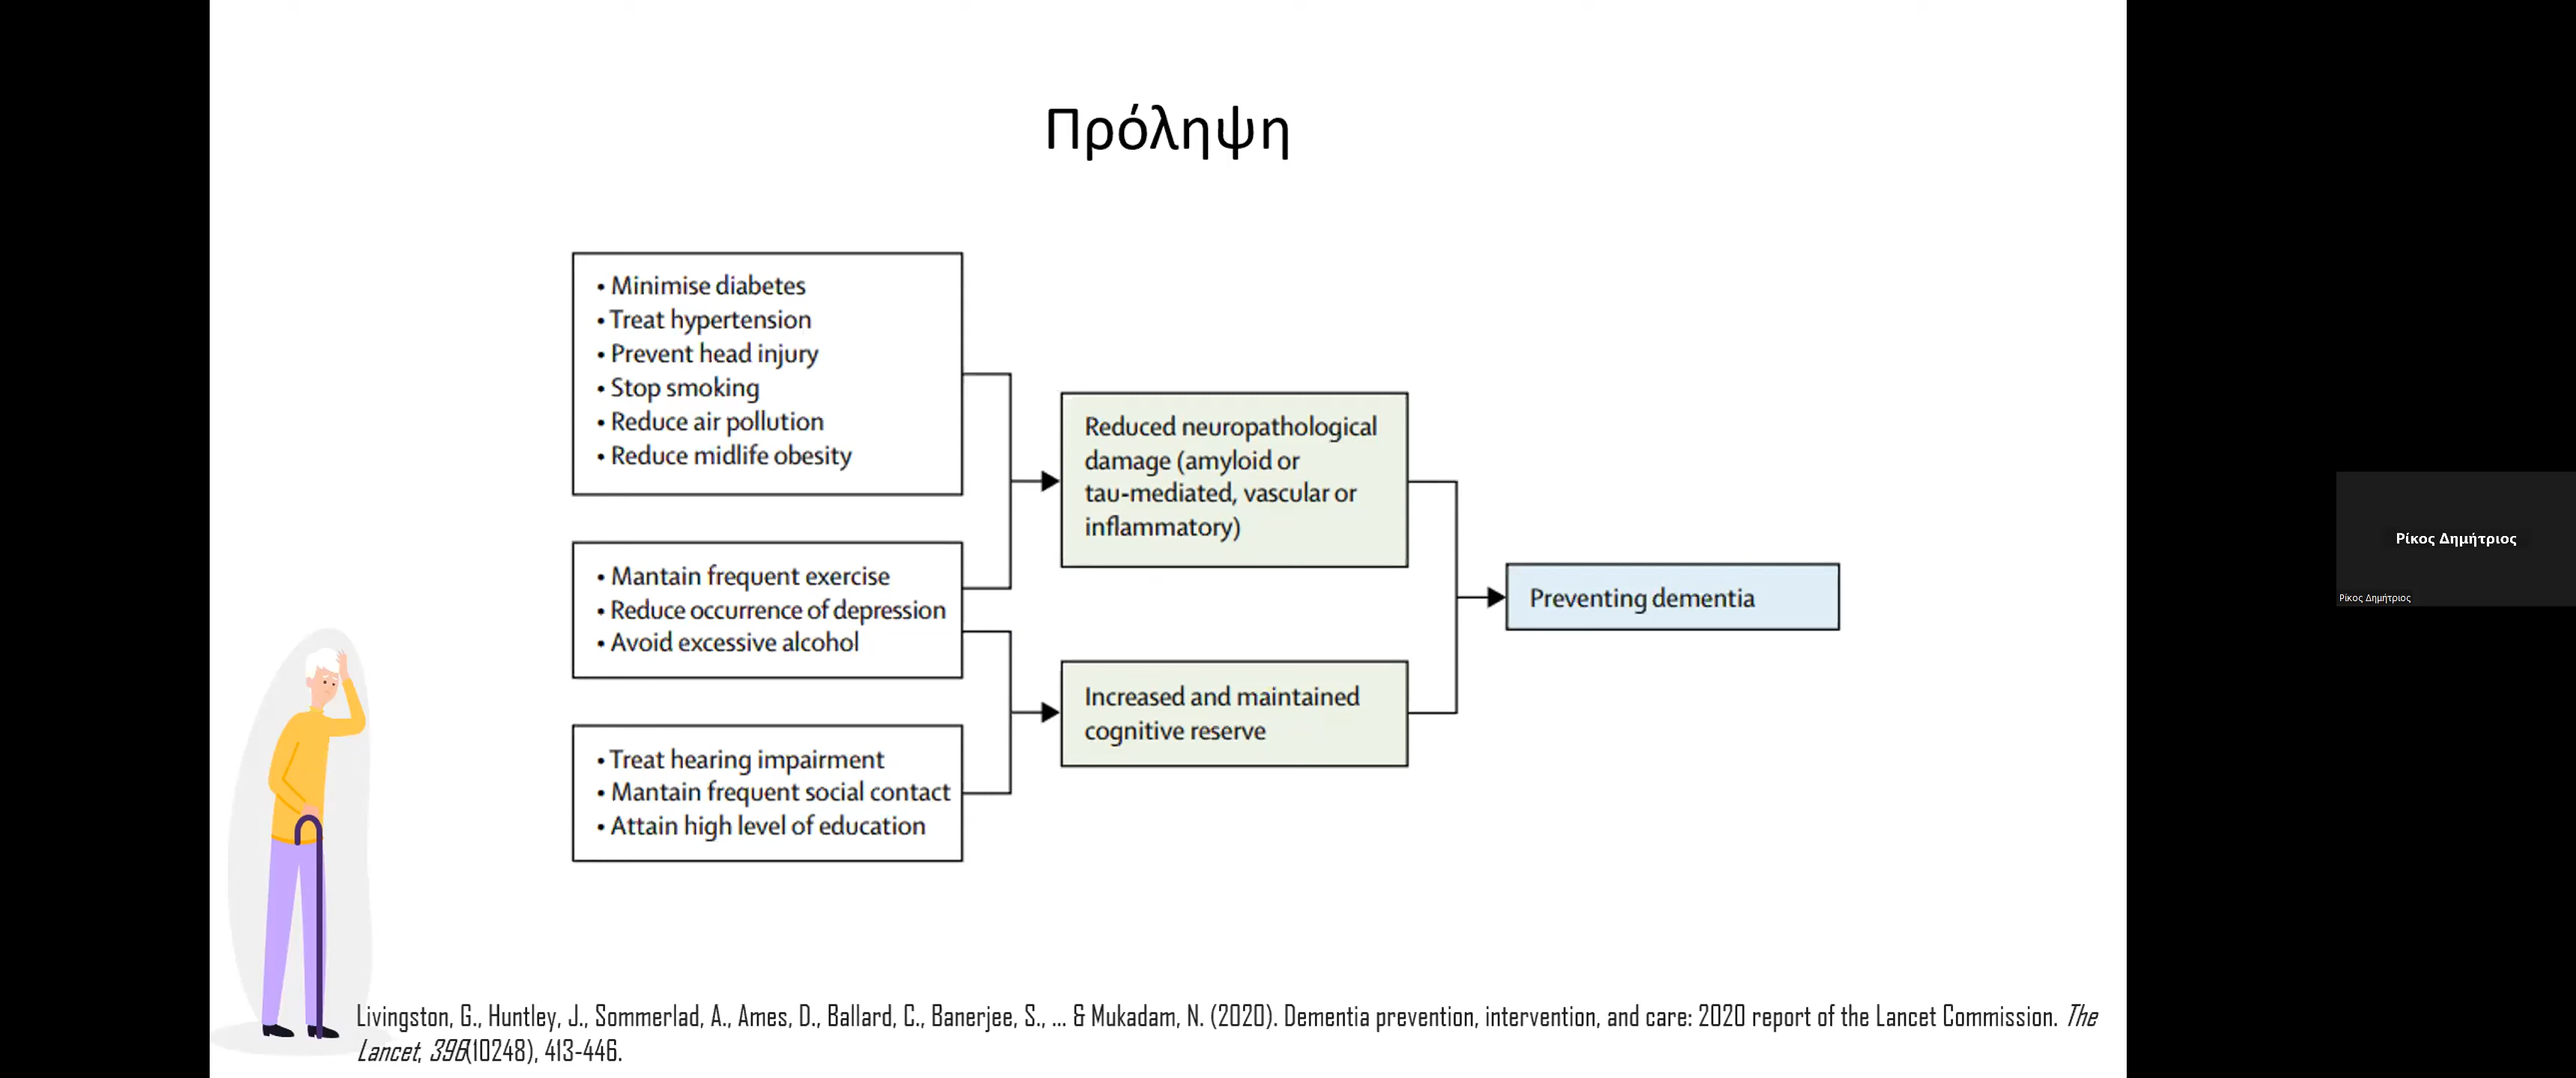 Πρόληψη
• Minimise diabetes
• Treat hypertension
• Prevent head injury
• Stop smoking
• Reduce air pollution
• Reduce midlife obesity
• Mantain frequent exercise
• Reduce occurrence of depression
• Avoid excessive alcohol
• Treat hearing impairment
• Mantain frequent social contact
• Attain high level of education
Reduced neuropathological
damage (amyloid or
tau-mediated, vascular or
inflammatory)
Increased and maintained
cognitive reserve
Preventing dementia
Livingston, G., Huntley, J., Sommerlad, A., Ames, D., Ballard, C., Banerjee, S., ... & Mukadam, N. (2020). Dementia prevention, intervention, and care: 2020 report of the Lancet Commission. The
Lancet, 396(10248), 413-446.
Ρίκος Δημήτριος
Ρίκος Δημήτριος